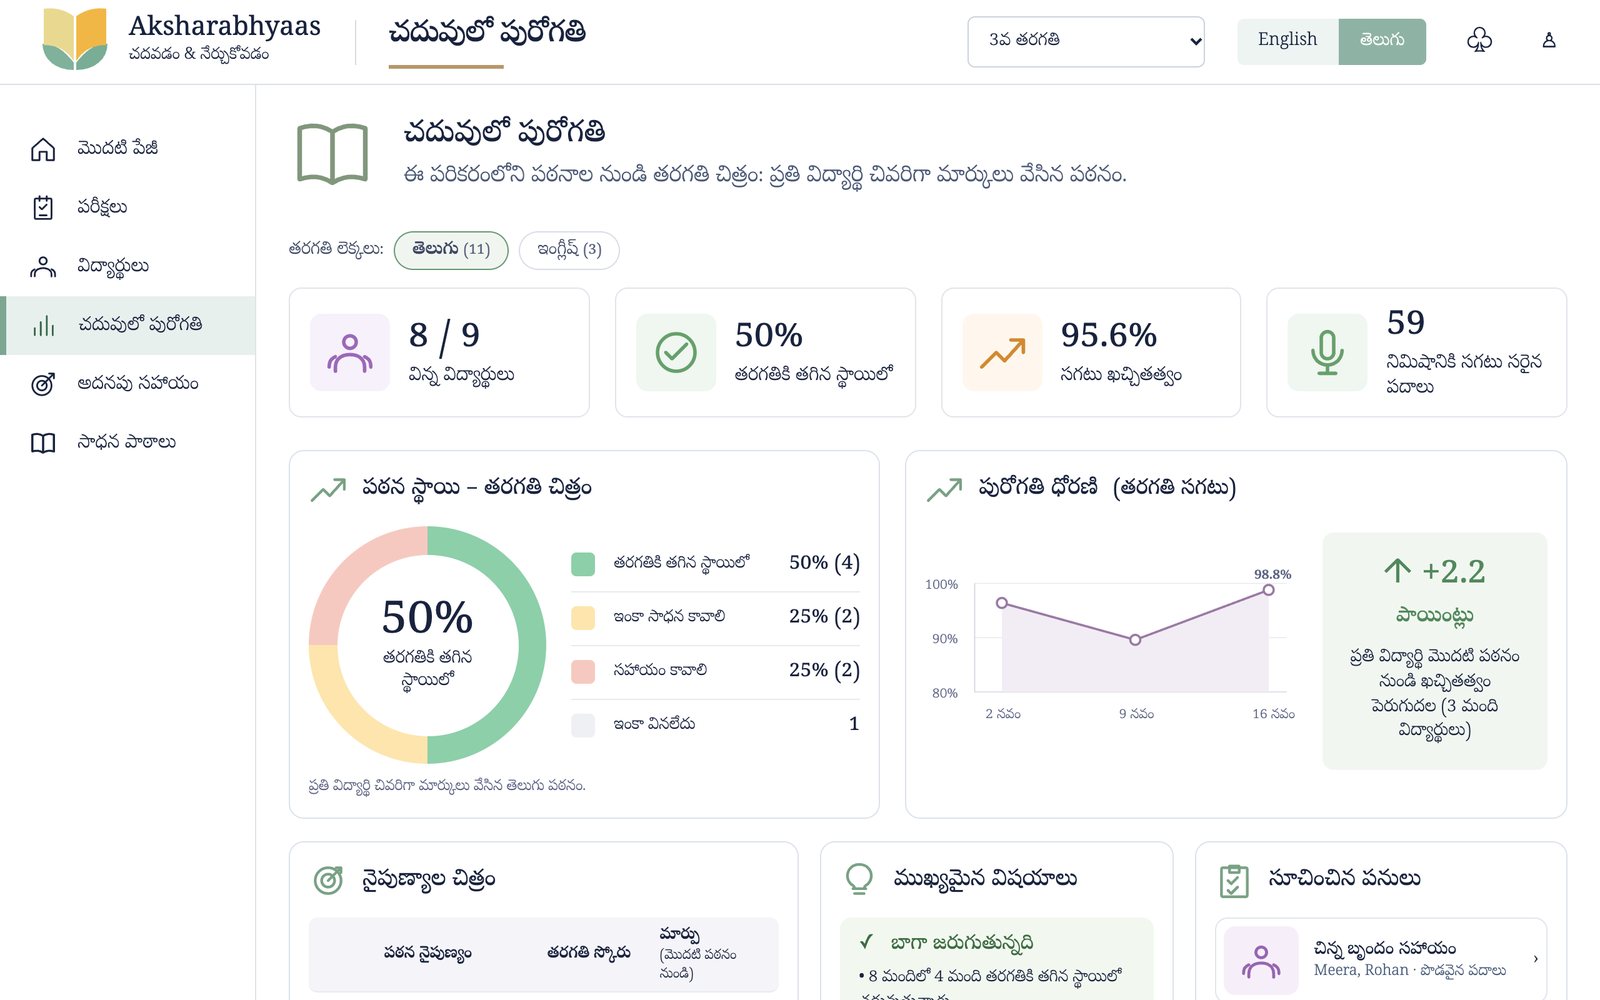 Aksharabhyaas
చదవడం & నేర్చుకోవడం
చదువులో పురోగతి
3వ తరగతి
English
తెలుగు
మొదటి పేజీ
పరీక్షలు
విద్యార్థులు
చదువులో పురోగతి
అదనపు సహాయం
సాధన పాఠాలు
చదువులో పురోగతి
ఈ పరికరంలోని పఠనాల నుండి తరగతి చిత్రం: ప్రతి విద్యార్థి చివరిగా మార్కులు వేసిన పఠనం.
తరగతి లెక్కలు:
తెలుగు (11)
ఇంగ్లీష్ (3)
8 / 9
విన్న విద్యార్థులు
50%
తరగతికి తగిన స్థాయిలో
95.6%
సగటు ఖచ్చితత్వం
59
నిమిషానికి సగటు సరైన
పదాలు
పఠన స్థాయి – తరగతి చిత్రం
50%
తరగతికి తగిన
స్థాయిలో
తరగతికి తగిన స్థాయిలో 50% (4)
ఇంకా సాధన కావాలి 25% (2)
సహాయం కావాలి 25% (2)
ఇంకా వినలేదు 1
ప్రతి విద్యార్థి చివరిగా మార్కులు వేసిన తెలుగు పఠనం.
పురోగతి ధోరణి (తరగతి సగటు)
98.8%
100%
90%
80%
2 నవం
9 నవం
16 నవం
↑ +2.2
పాయింట్లు
ప్రతి విద్యార్థి మొదటి పఠనం
నుండి ఖచ్చితత్వం
పెరుగుదల (3 మంది
విద్యార్థులు)
నైపుణ్యాల చిత్రం
పఠన నైపుణ్యం
తరగతి స్కోరు
మార్పు
(మొదటి పఠనం
నుండి)
ముఖ్యమైన విషయాలు
✓ బాగా జరుగుతున్నది
• 8 మందిలో 4 మంది తరగతికి తగిన స్థాయిలో
సూచించిన పనులు
చిన్న బృందం సహాయం
Meera, Rohan · పొడవైన పదాలు
›